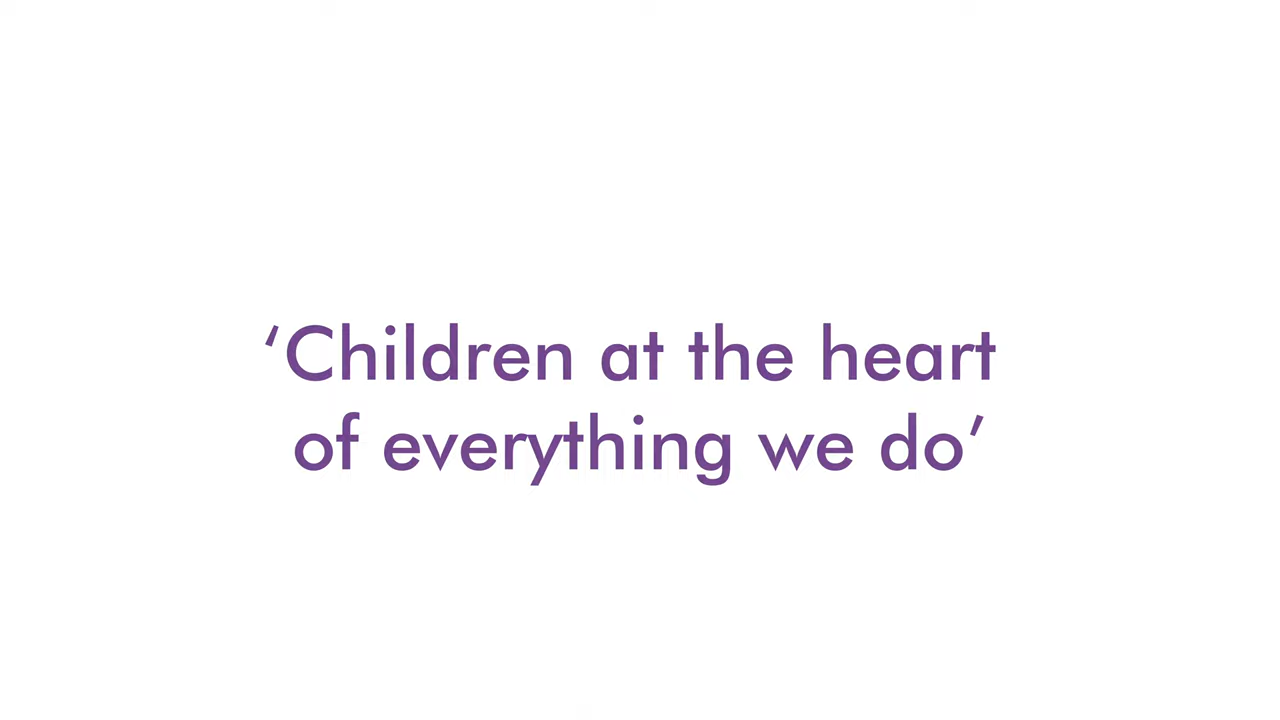 ‘Children at the heart
of everything we do’